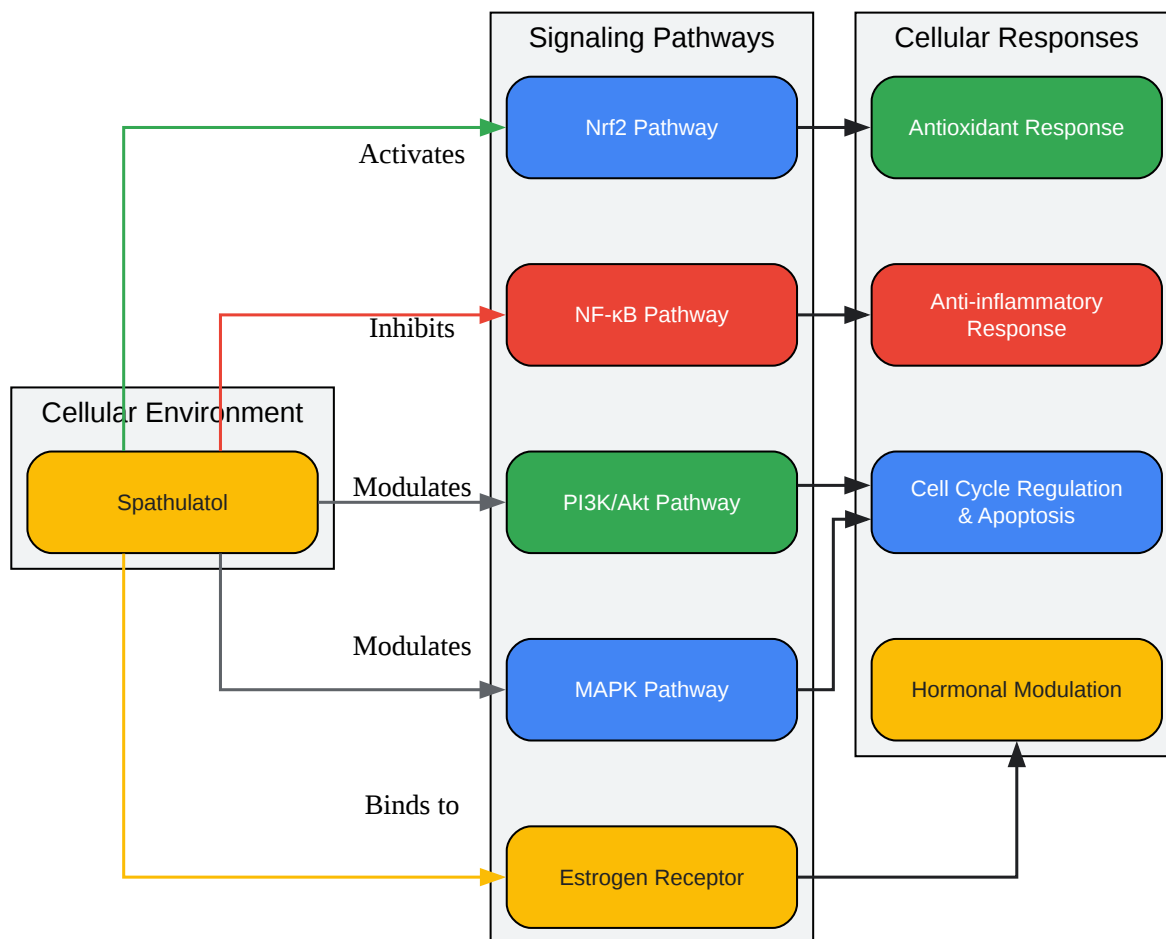 Signaling Pathways
Cellular Responses
Nrf2 Pathway
Antioxidant Response
Activates
NF-κB Pathway
Anti-inflammatory
Response
Inhibits
Cellular Environment
Spathulatol
Modulates
PI3K/Akt Pathway
Cell Cycle Regulation
& Apoptosis
Modulates
MAPK Pathway
Hormonal Modulation
Binds to
Estrogen Receptor